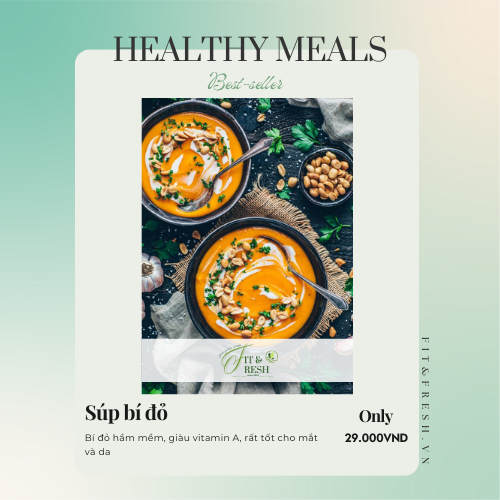 HEALTHY MEALS
Best-seller
FIT &
FRESH
Súp bí đỏ
Bí đỏ hầm mềm, giàu vitamin A, rất tốt cho mắt
và da
Only
29.000VND
FIT&FRESH.VN